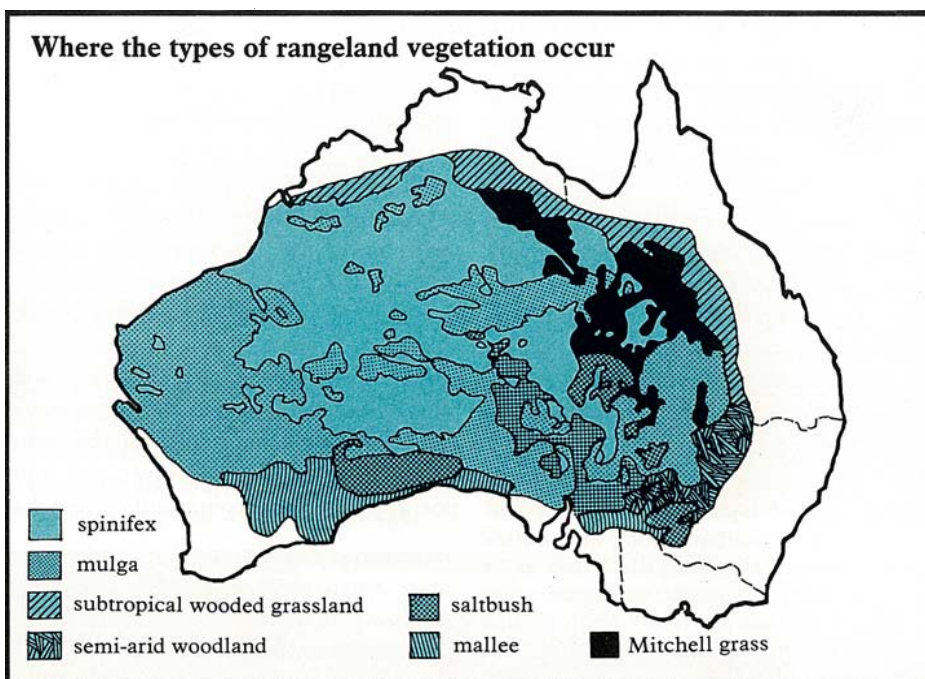 Where the types of rangeland vegetation occur
spinifex
mulga
subtropical wooded grassland
saltbush
semi-arid woodland
mallee
Mitchell grass